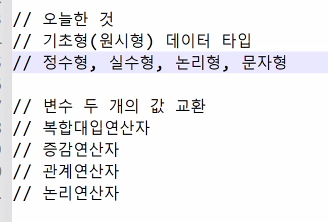 // 오늘한 것
// 기초형(원시형) 데이터 타입
// 정수형, 실수형, 논리형, 문자형
// 변수 두 개의 값 교환
// 복합대입연산자
// 증감연산자
// 관계연산자
// 논리연산자